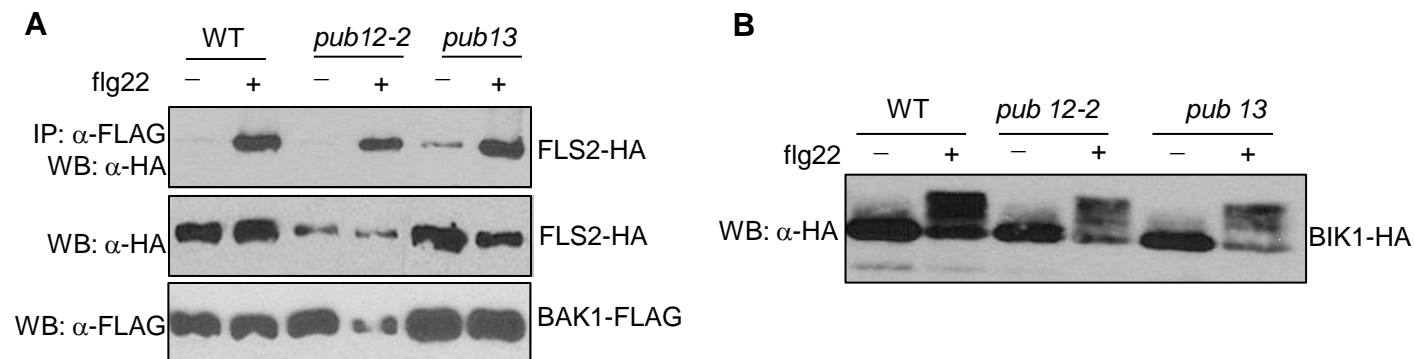 A
WT pub12-2 pub13
flg22 – + – + – +
IP: α-FLAG
WB: α-HA
FLS2-HA
WB: α-HA FLS2-HA
WB: α-FLAG BAK1-FLAG
B
WT pub 12-2 pub 13
flg22 – + – + – +
WB: α-HA BIK1-HA